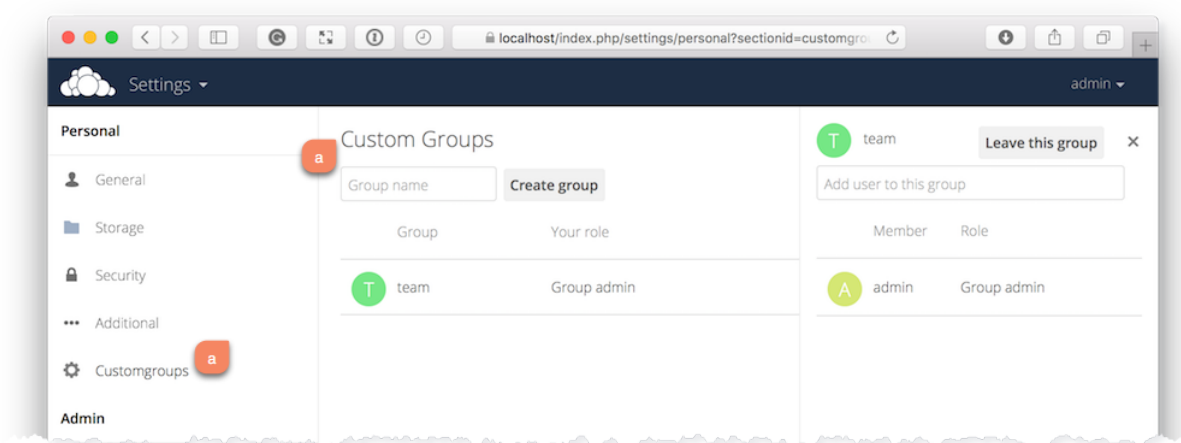 localhost/index.php/settings/personal?sectionid=customgro
Settings
admin
Personal
General
Storage
Security
Additional
Customgroups
a
Admin
a
Custom Groups
Group name
Create group
Group Your role
T team Group admin
T team Leave this group
Add user to this group
Member Role
A admin Group admin